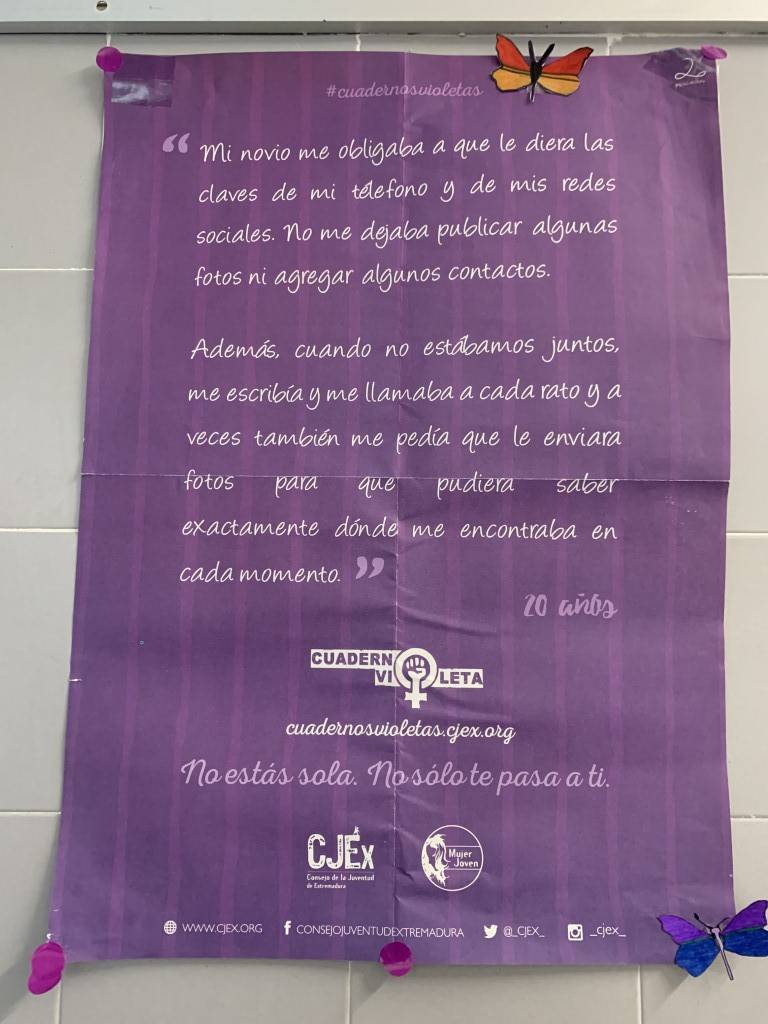 #cuadernosvioletas
“ Mi novio me obligaba a que le diera las
claves de mi télefono y de mis redes
sociales. No me dejaba publicar algunas
fotos ni agregar algunos contactos.
Además, cuando no estábamos juntos,
me escribía y me llamaba a cada rato y a
veces también me pedía que le enviara
fotos para que pudiera saber
exactamente dónde me encontraba en
cada momento. ”
20 años
CUADERN
VI LETA
cuadernosvioletas.cjex.org
No estás sola. No sólo te pasa a ti.
CJEx
Consejo de la Juventud
de Extremadura
Mujer
Joven
WWW.CJEX.ORG
CONSEJOJUVENTUDEXTREMADURA
@_CJEX_
_cjex_